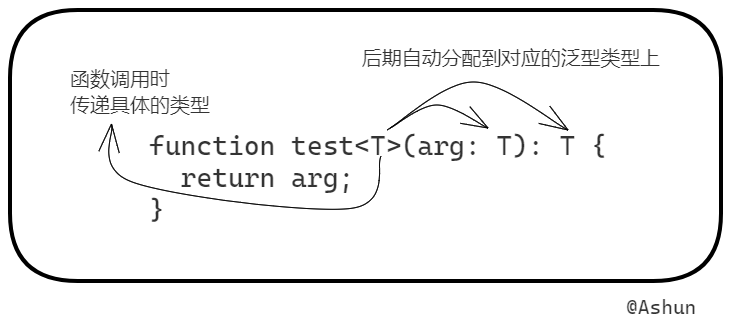 后期自动分配到对应的泛型类型上
函数调用时
传递具体的类型
function test<T>(arg: T): T {
  return arg;
}
@Ashun